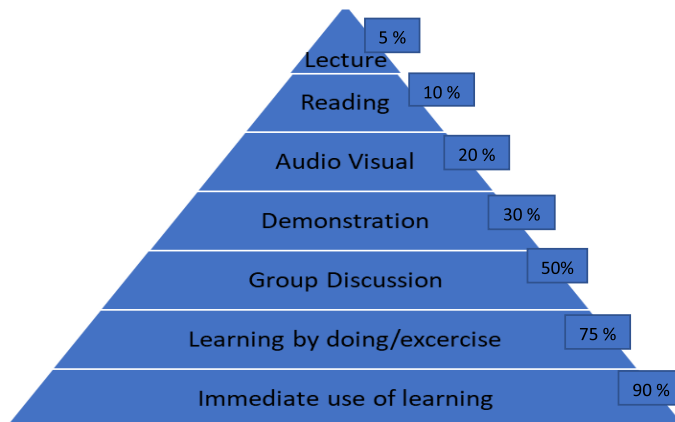 5 %
Lecture
10 %
Reading
20 %
Audio Visual
30 %
Demonstration
50%
Group Discussion
75 %
Learning by doing/excercise
90 %
Immediate use of learning